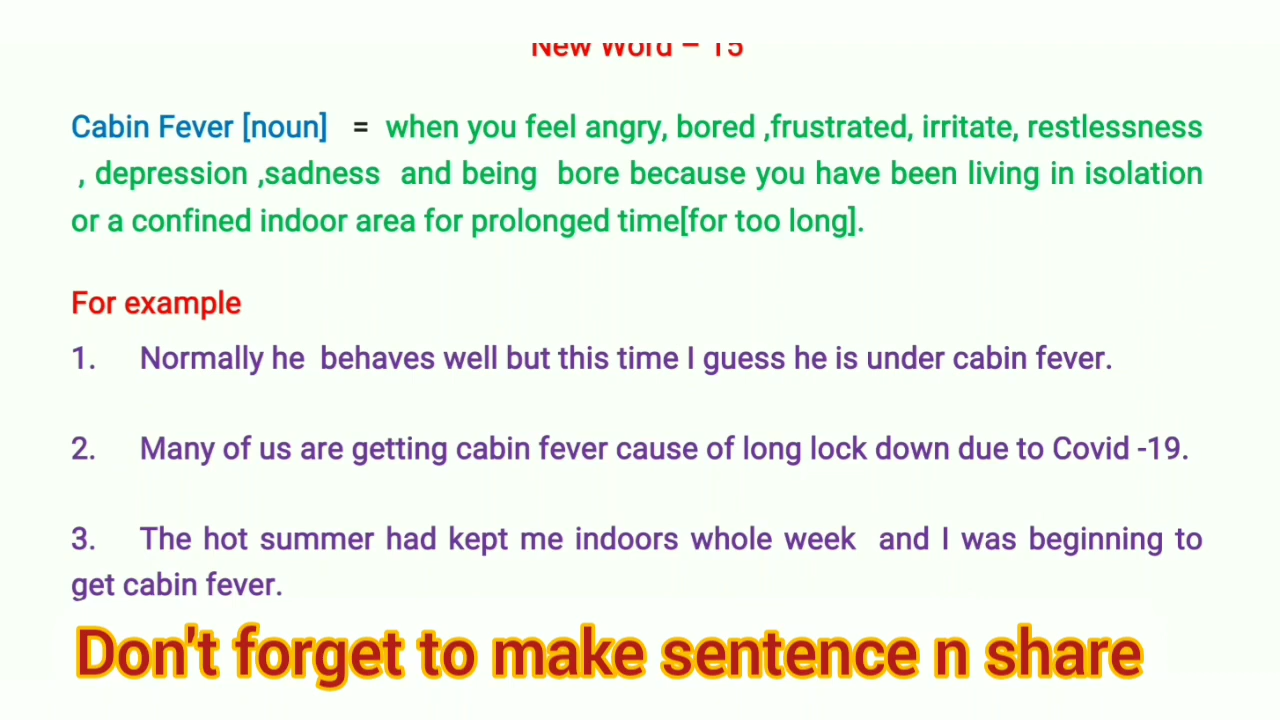 New Word – 15
Cabin Fever [noun] = when you feel angry, bored ,frustrated, irritate, restlessness
, depression ,sadness and being bore because you have been living in isolation
or a confined indoor area for prolonged time[for too long].
For example
1. Normally he behaves well but this time I guess he is under cabin fever.
2. Many of us are getting cabin fever cause of long lock down due to Covid -19.
3. The hot summer had kept me indoors whole week and I was beginning to
get cabin fever.
Don't forget to make sentence n share